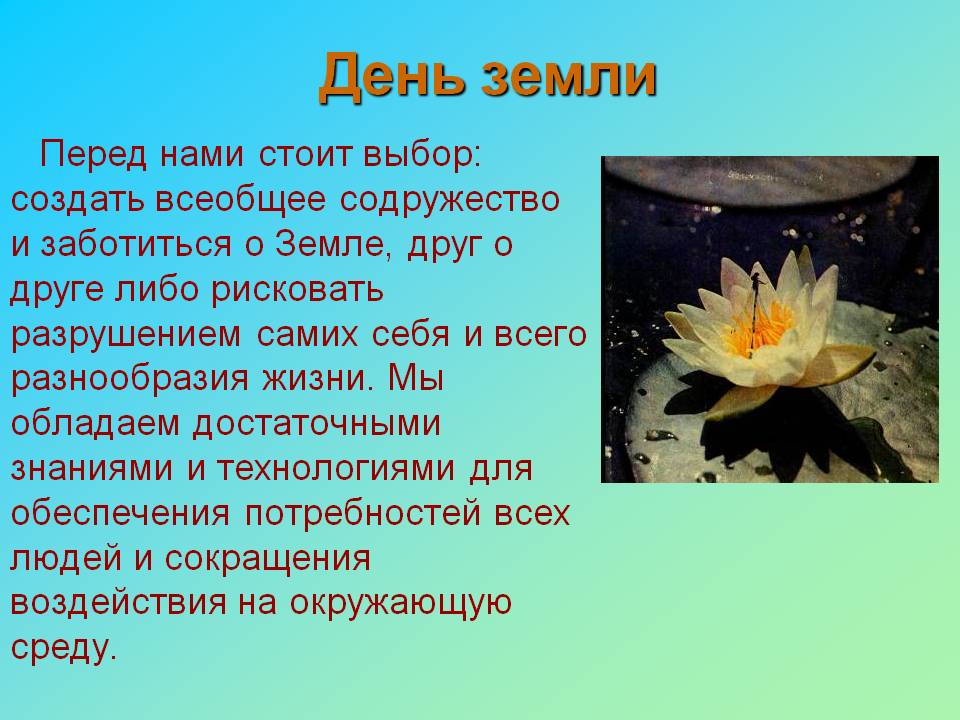 День земли
Перед нами стоит выбор:
создать всеобщее содружество
и заботиться о Земле, друг о
друге либо рисковать
разрушением самих себя и всего
разнообразия жизни. Мы
обладаем достаточными
знаниями и технологиями для
обеспечения потребностей всех
людей и сокращения
воздействия на окружающую
среду.